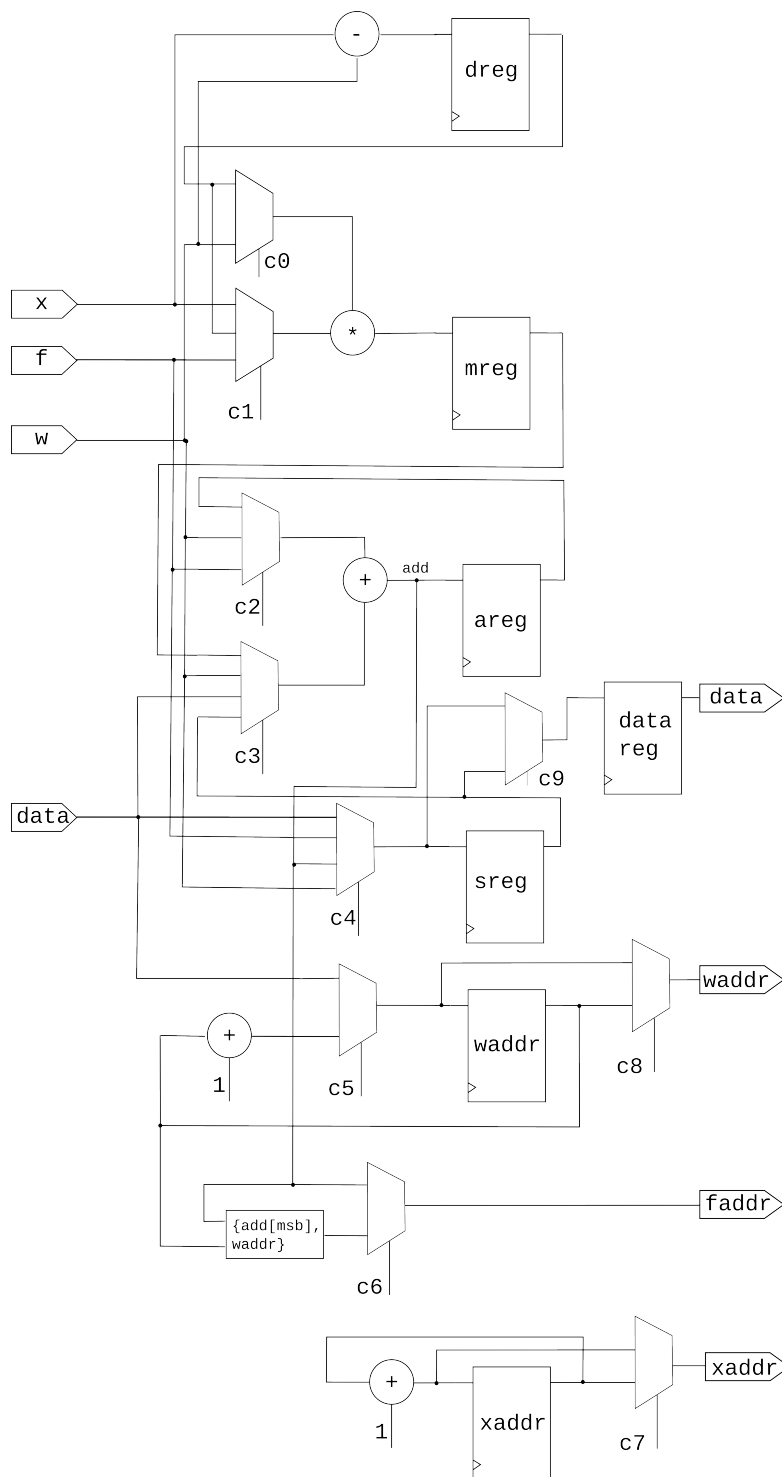 -
dreg
c0
x
*
f
mreg
c1
w
add
+
c2
areg
c3
data
data
reg
c9
data
sreg
c4
waddr
+
waddr
1
c5
c8
faddr
{add[msb],
waddr}
c6
xaddr
+
xaddr
1
c7